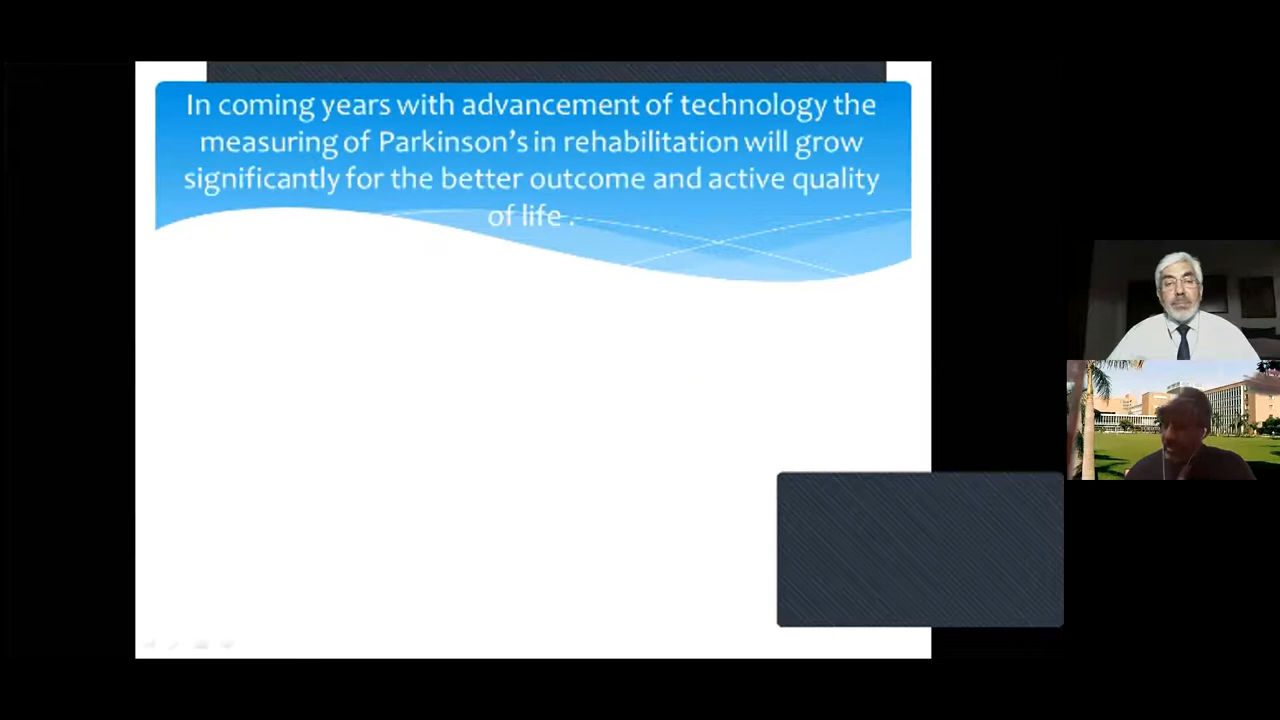 In coming years with advancement of technology the
measuring of Parkinson's in rehabilitation will grow
significantly for the better outcome and active quality
of life .